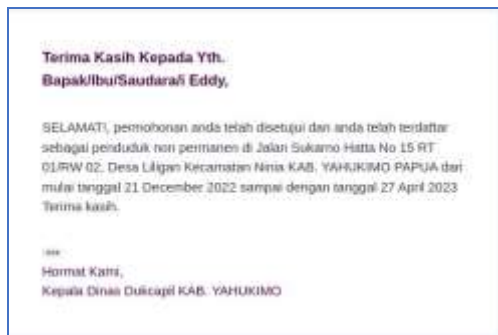 Terima Kasih Kepada Yth.
Bapak/Ibu/Saudara/i Eddy,
SELAMAT!, permohonan anda telah disetujui dan anda telah terdaftar
sebagai penduduk non permanen di Jalan Sukarno Hatta No 15 RT
01/RW 02, Desa Liligan Kecamatan Ninia KAB. YAHUKIMO PAPUA dari
mulai tanggal 21 December 2022 sampai dengan tanggal 27 April 2023
Terima kasih.
Hormat Kami,
Kepala Dinas Dukcapil KAB. YAHUKIMO